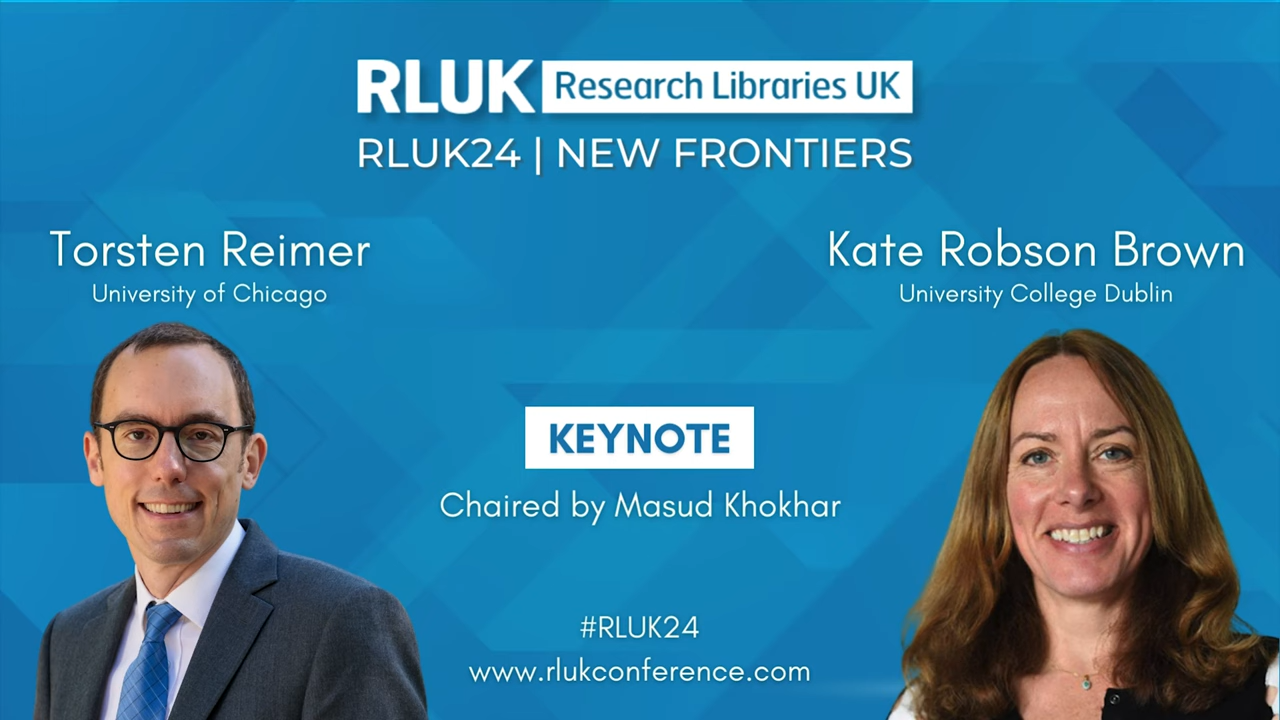 RLUK Research Libraries UK
RLUK24 | NEW FRONTIERS
Torsten Reimer
University of Chicago
Kate Robson Brown
University College Dublin
KEYNOTE
Chaired by Masud Khokhar
#RLUK24
www.rlukconference.com